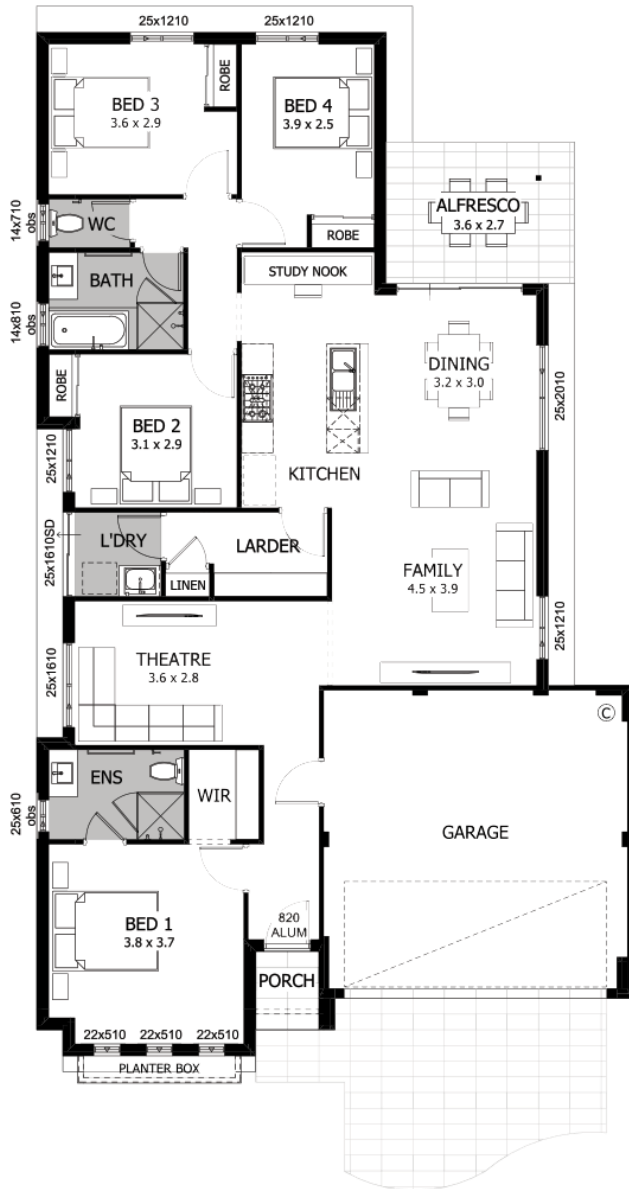 25x1210
25x1210
BED 3
3.6 x 2.9
ROBE
BED 4
3.9 x 2.5
ROBE
14x710
obs
WC
ALFRESCO
3.6 x 2.7
BATH
14x810
obs
STUDY NOOK
DINING
3.2 x 3.0
25x2010
ROBE
BED 2
3.1 x 2.9
25x1210
KITCHEN
25x1610SD
L'DRY
LINEN
LARDER
FAMILY
4.5 x 3.9
25x1210
THEATRE
3.6 x 2.8
25x1610
C
ENS
WIR
25x610
obs
GARAGE
BED 1
3.8 x 3.7
820
ALUM
PORCH
22x510
22x510
22x510
PLANTER BOX